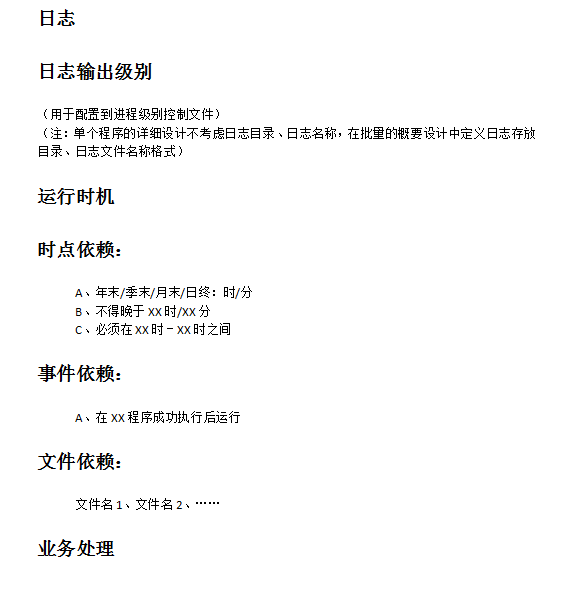 日志
日志输出级别
（用于配置到进程级别控制文件）
（注：单个程序的详细设计不考虑日志目录、日志名称，在批量的概要设计中定义日志存放
目录、日志文件名称格式）
运行时机
时点依赖：
A、年末/季末/月末/日终：时/分
B、不得晚于 XX 时/XX 分
C、必须在 XX 时－XX 时之间
事件依赖：
A、在 XX 程序成功执行后运行
文件依赖：
文件名 1、文件名 2、……
业务处理